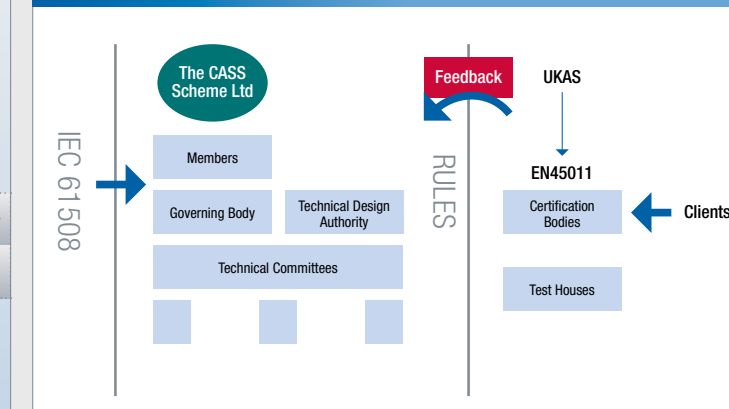 The CASS
Scheme Ltd
Feedback
UKAS
IEC 61508
Members
RULES
EN45011
Governing Body
Technical Design
Authority
Certification
Bodies
Clients
Technical Committees
Test Houses